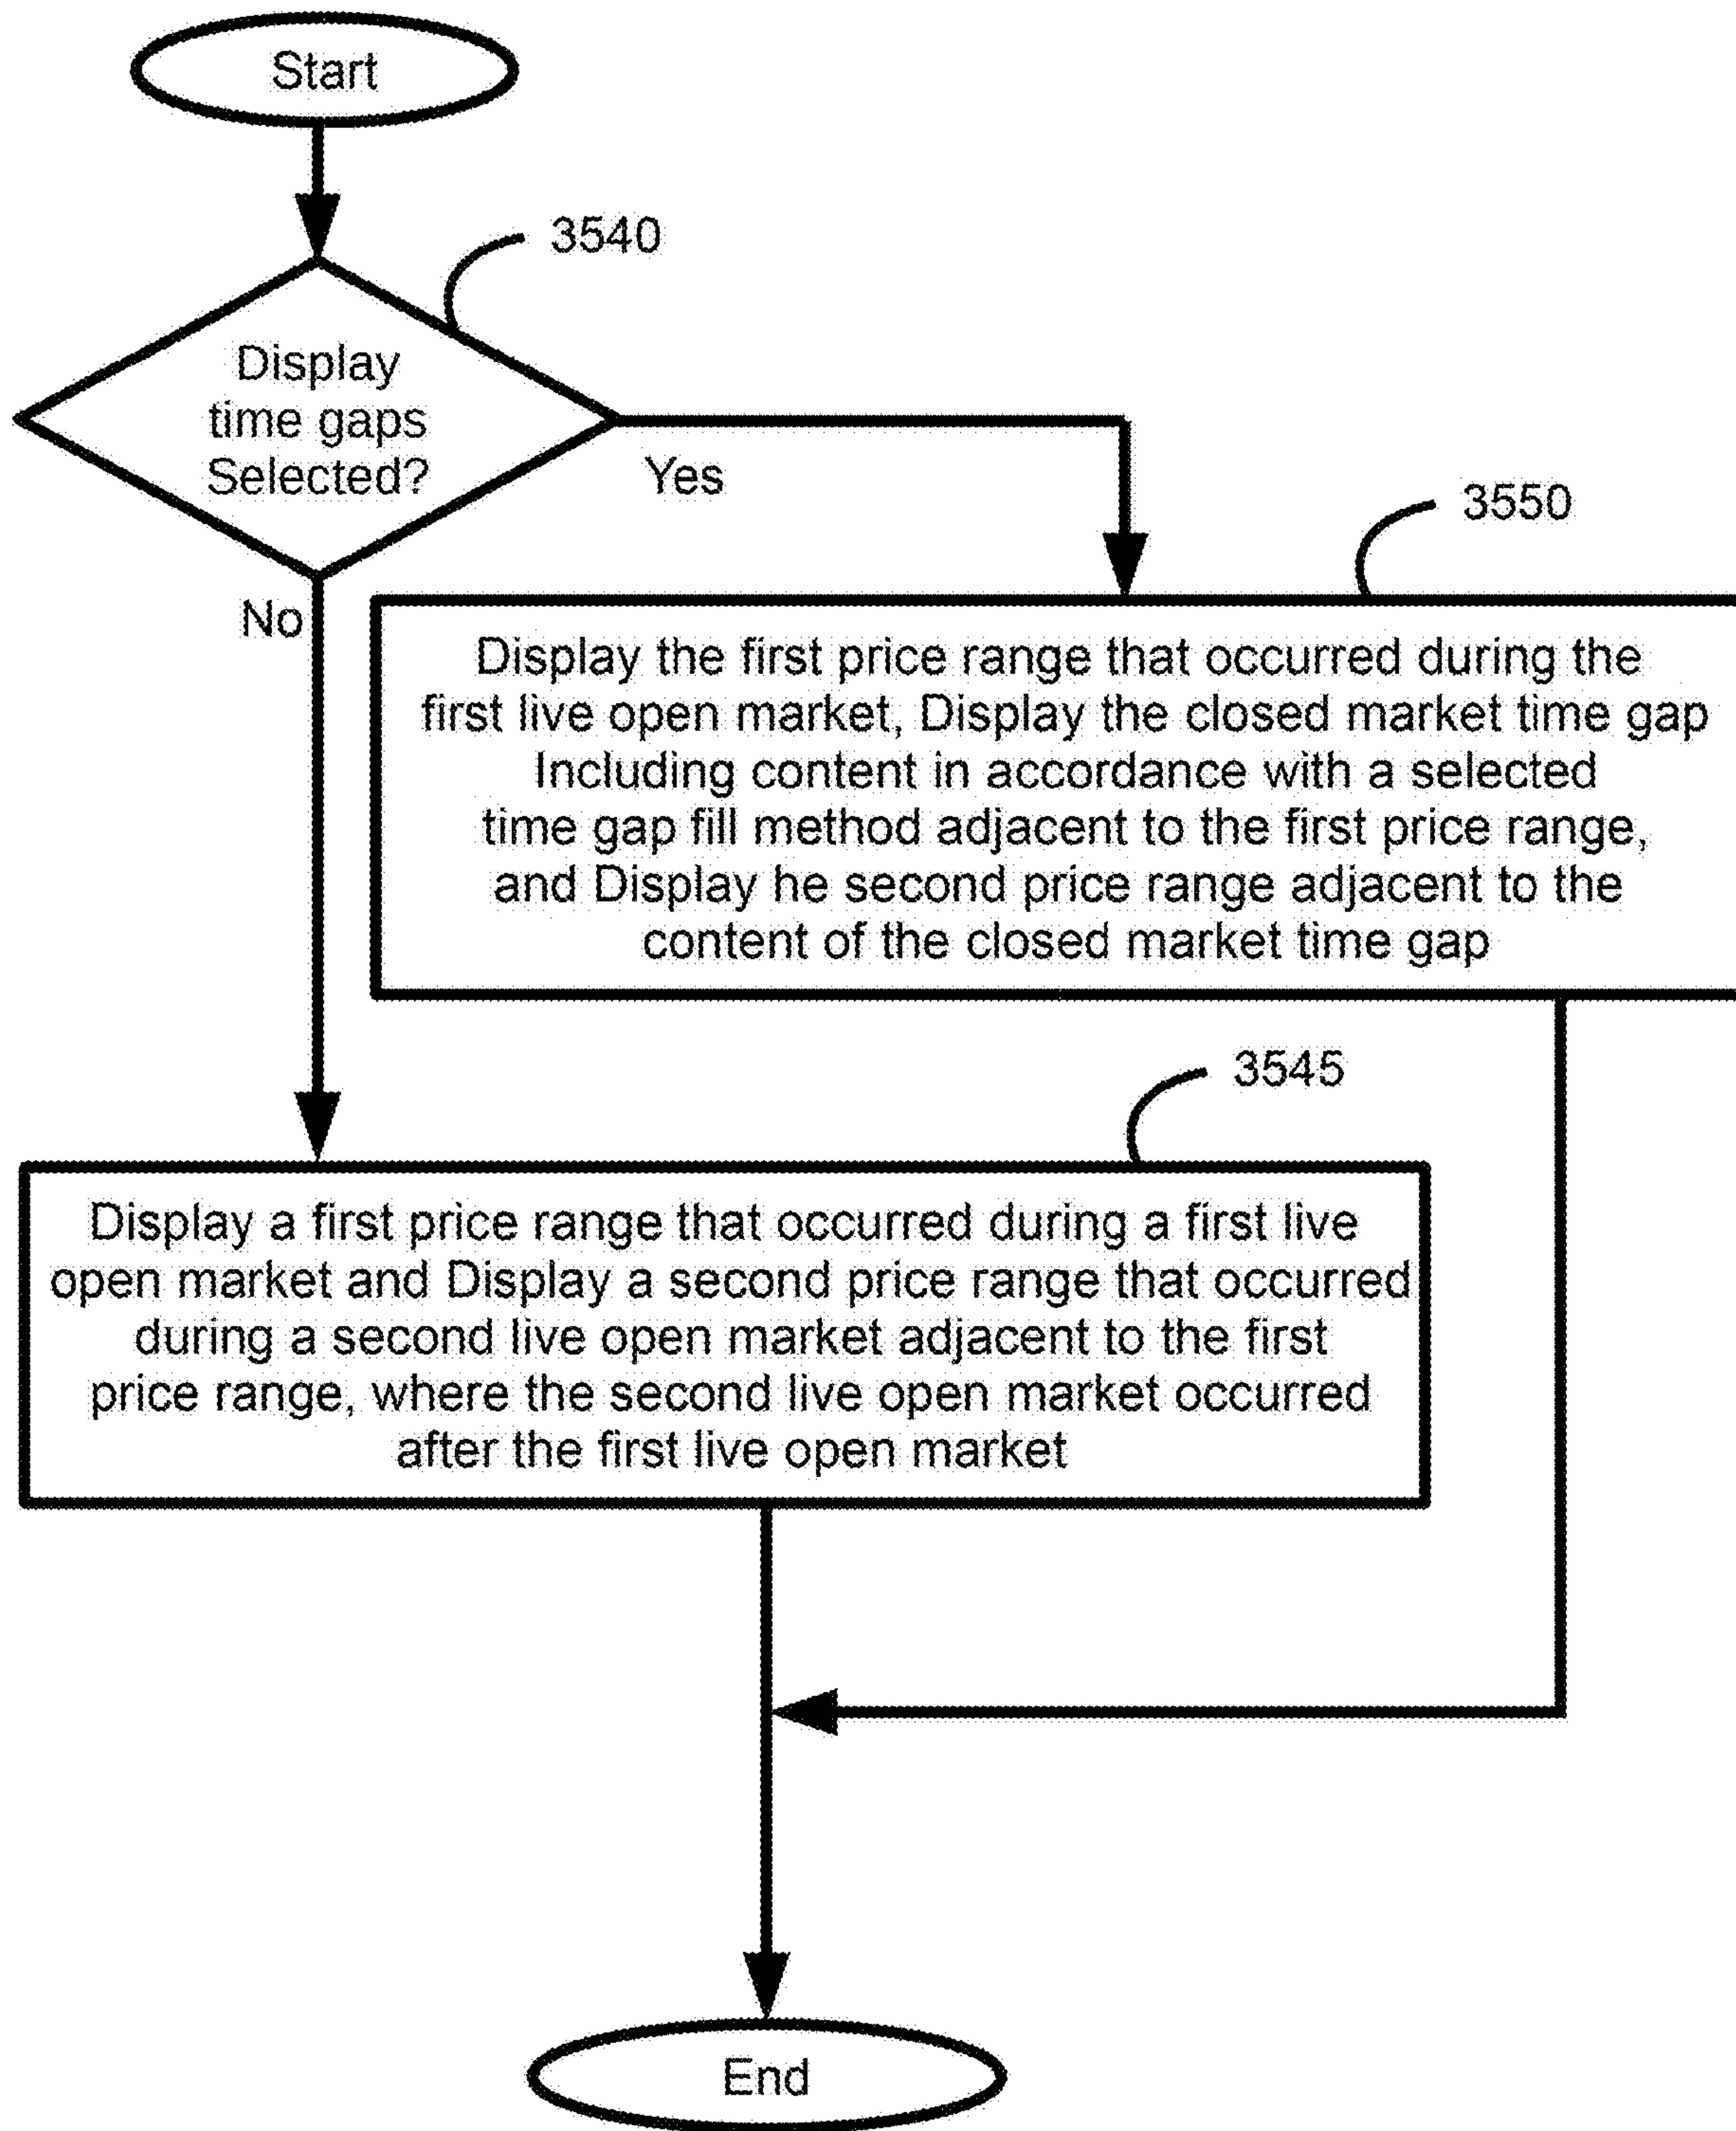 Start
3540
Display
time gaps
Selected?
Yes
No
3550
Display the first price range that occurred during the
first live open market, Display the closed market time gap
Including content in accordance with a selected
time gap fill method adjacent to the first price range,
and Display he second price range adjacent to the
content of the closed market time gap
3545
Display a first price range that occurred during a first live
open market and Display a second price range that occurred
during a second live open market adjacent to the first
price range, where the second live open market occurred
after the first live open market
End